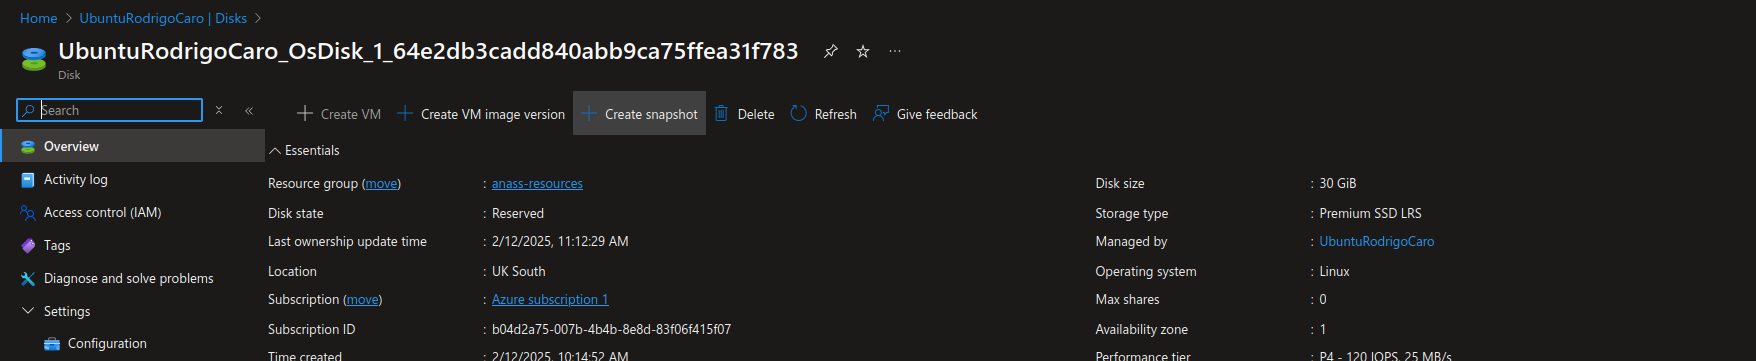 Home > UbuntuRodrigoCaro | Disks >
UbuntuRodrigoCaro_OsDisk_1_64e2db3cadd840abb9ca75ffea31f783
Disk
Search
Create VM Create VM image version Create snapshot Delete Refresh Give feedback
Overview
Activity log
Access control (IAM)
Tags
Diagnose and solve problems
Settings
Configuration
Essentials
Resource group (move) : anass-resources
Disk state : Reserved
Last ownership update time : 2/12/2025, 11:12:29 AM
Location : UK South
Subscription (move) : Azure subscription 1
Subscription ID : b04d2a75-007b-4b4b-8e8d-83f06f415f07
Time created : 2/12/2025, 10:14:52 AM
Disk size : 30 GiB
Storage type : Premium SSD LRS
Managed by : UbuntuRodrigoCaro
Operating system : Linux
Max shares : 0
Availability zone : 1
Performance tier : P4 - 120 IOPS, 25 MB/s